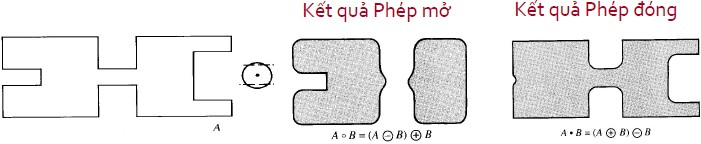 Kết quả Phép mở
Kết quả Phép đóng
A
A ∘ B = (A ⊖ B) ⊕ B
A • B = (A ⊕ B) ⊖ B